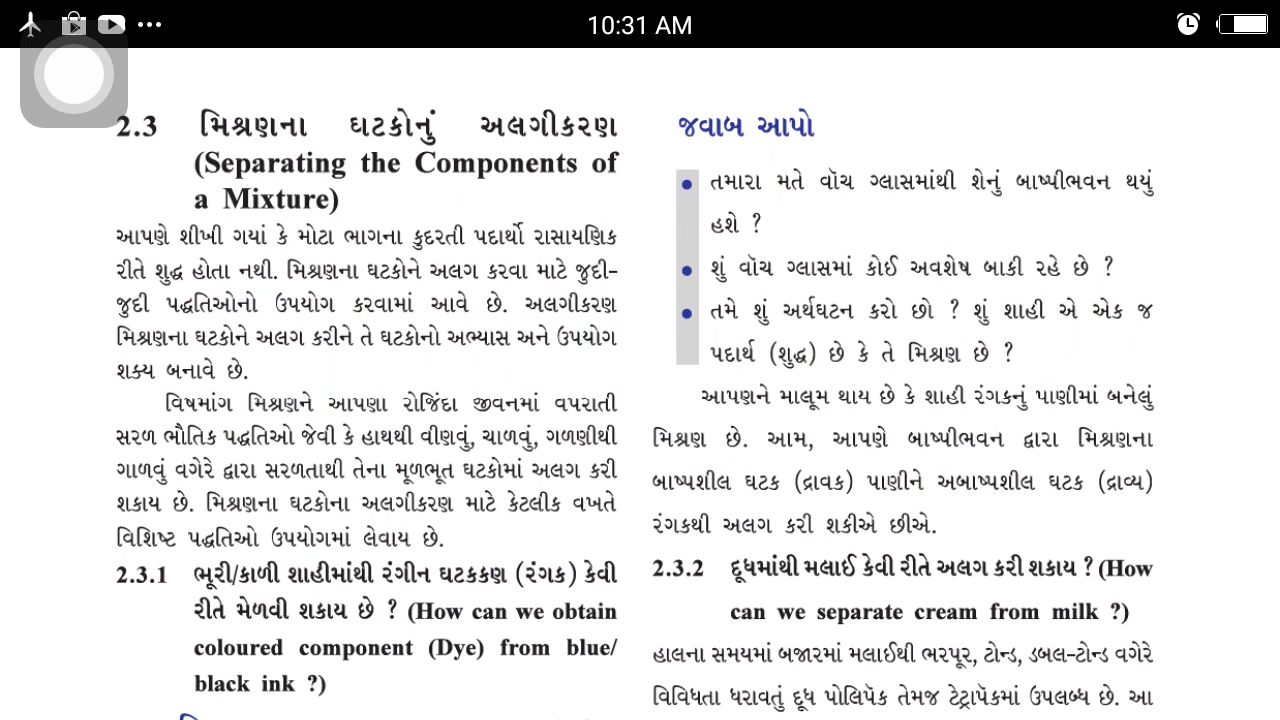 10:31 AM
2.3 મિશ્રણના ઘટકોનું અલગીકરણ
(Separating the Components of
a Mixture)
આપણે શીખી ગયાં કે મોટા ભાગના કુદરતી પદાર્થો રાસાયણિક
રીતે શુદ્ધ હોતા નથી. મિશ્રણના ઘટકોને અલગ કરવા માટે જુદી-
જુદી પદ્ધતિઓનો ઉપયોગ કરવામાં આવે છે. અલગીકરણ
મિશ્રણના ઘટકોને અલગ કરીને તે ઘટકોનો અભ્યાસ અને ઉપયોગ
શક્ય બનાવે છે.
વિષમાંગ મિશ્રણને આપણા રોજિંદા જીવનમાં વપરાતી
સરળ ભૌતિક પદ્ધતિઓ જેવી કે હાથથી વીણવું, ચાળવું, ગળણીથી
ગાળવું વગેરે દ્વારા સરળતાથી તેના મૂળભૂત ઘટકોમાં અલગ કરી
શકાય છે. મિશ્રણના ઘટકોના અલગીકરણ માટે કેટલીક વખતે
વિશિષ્ટ પદ્ધતિઓ ઉપયોગમાં લેવાય છે.
2.3.1 ભૂરી/કાળી શાહીમાંથી રંગીન ઘટકકણ (રંગક) કેવી
રીતે મેળવી શકાય છે ? (How can we obtain
coloured component (Dye) from blue/
black ink ?)
જવાબ આપો
• તમારા મતે વૉચ ગ્લાસમાંથી શેનું બાષ્પીભવન થયું
હશે ?
• શું વૉચ ગ્લાસમાં કોઈ અવશેષ બાકી રહે છે ?
• તમે શું અર્થઘટન કરો છો ? શું શાહી એ એક જ
પદાર્થ (શુદ્ધ) છે કે તે મિશ્રણ છે ?
આપણને માલૂમ થાય છે કે શાહી રંગકનું પાણીમાં બનેલું
મિશ્રણ છે. આમ, આપણે બાષ્પીભવન દ્વારા મિશ્રણના
બાષ્પશીલ ઘટક (દ્રાવક) પાણીને અબાષ્પશીલ ઘટક (દ્રાવ્ય)
રંગકથી અલગ કરી શકીએ છીએ.
2.3.2 દૂધમાંથી મલાઈ કેવી રીતે અલગ કરી શકાય ? (How
can we separate cream from milk ?)
હાલના સમયમાં બજારમાં મલાઈથી ભરપૂર, ટોન્ડ, ડબલ-ટોન્ડ વગેરે
વિવિધતા ધરાવતું દૂધ પોલિપૅક તેમજ ટેટ્રાપૅકમાં ઉપલબ્ધ છે. આ